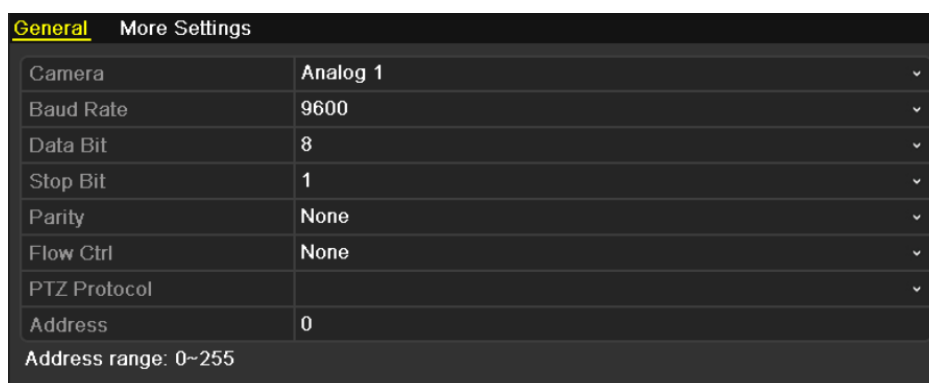 General More Settings
Camera Analog 1
Baud Rate 9600
Data Bit 8
Stop Bit 1
Parity None
Flow Ctrl None
PTZ Protocol
Address 0
Address range: 0~255